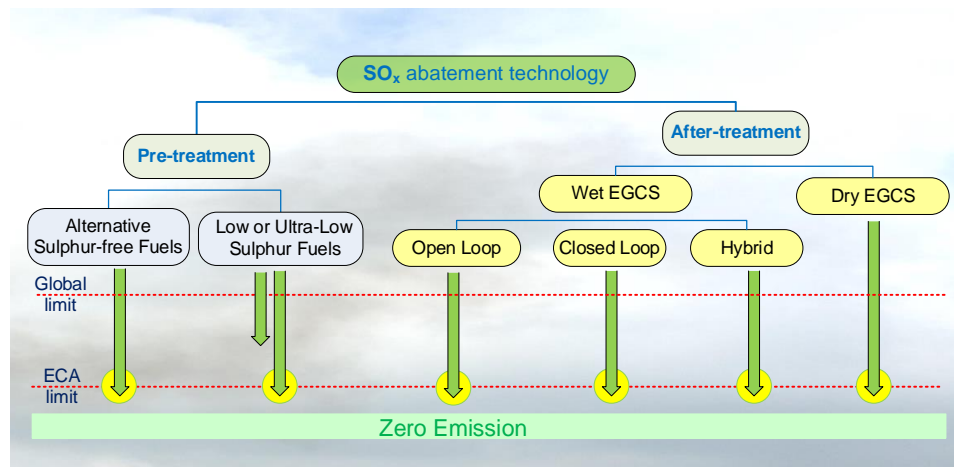 SOx abatement technology
Pre-treatment
After-treatment
Wet EGCS
Dry EGCS
Alternative
Sulphur-free Fuels
Low or Ultra-Low
Sulphur Fuels
Open Loop
Closed Loop
Hybrid
Global
limit
ECA
limit
Zero Emission